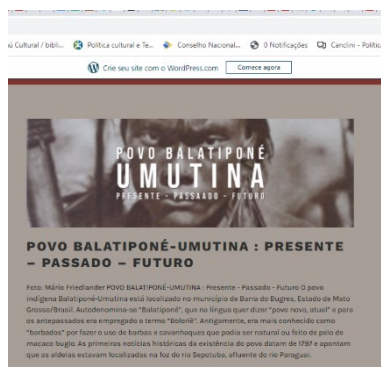 Cultural / bibli...
Política cultural e Te...
Conselho Nacional...
0 Notificações
Canclini - Polític
Crie seu site com o WordPress.com
Comece agora
POVO BALATIPONÉ
UMUTINA
PRESENTE - PASSAADO - FUTURO
POVO BALATIPONÉ-UMUTINA : PRESENTE
– PASSADO – FUTURO
Foto: Mário Friedlander POVO BALATIPONÉ-UMUTINA : Presente - Passado - Futuro O povo
indígena Balatiponé-Umutina está localizado no município de Barra do Bugres, Estado de Mato
Grosso/Brasil. Autodenomina-se "Balatiponé", que na língua quer dizer "povo novo, atual" e para
os antepassados era empregado o termo "Boloriê". Antigamente, era mais conhecido como
"barbados" por fazer o uso de barbas e cavanhaques que podia ser natural ou feito de pelo de
macaco bugio. As primeiras notícias históricas da existência do povo datam de 1797 e apontam
que as aldeias estavam localizadas na foz do rio Sepotuba, afluente do rio Paraguai.